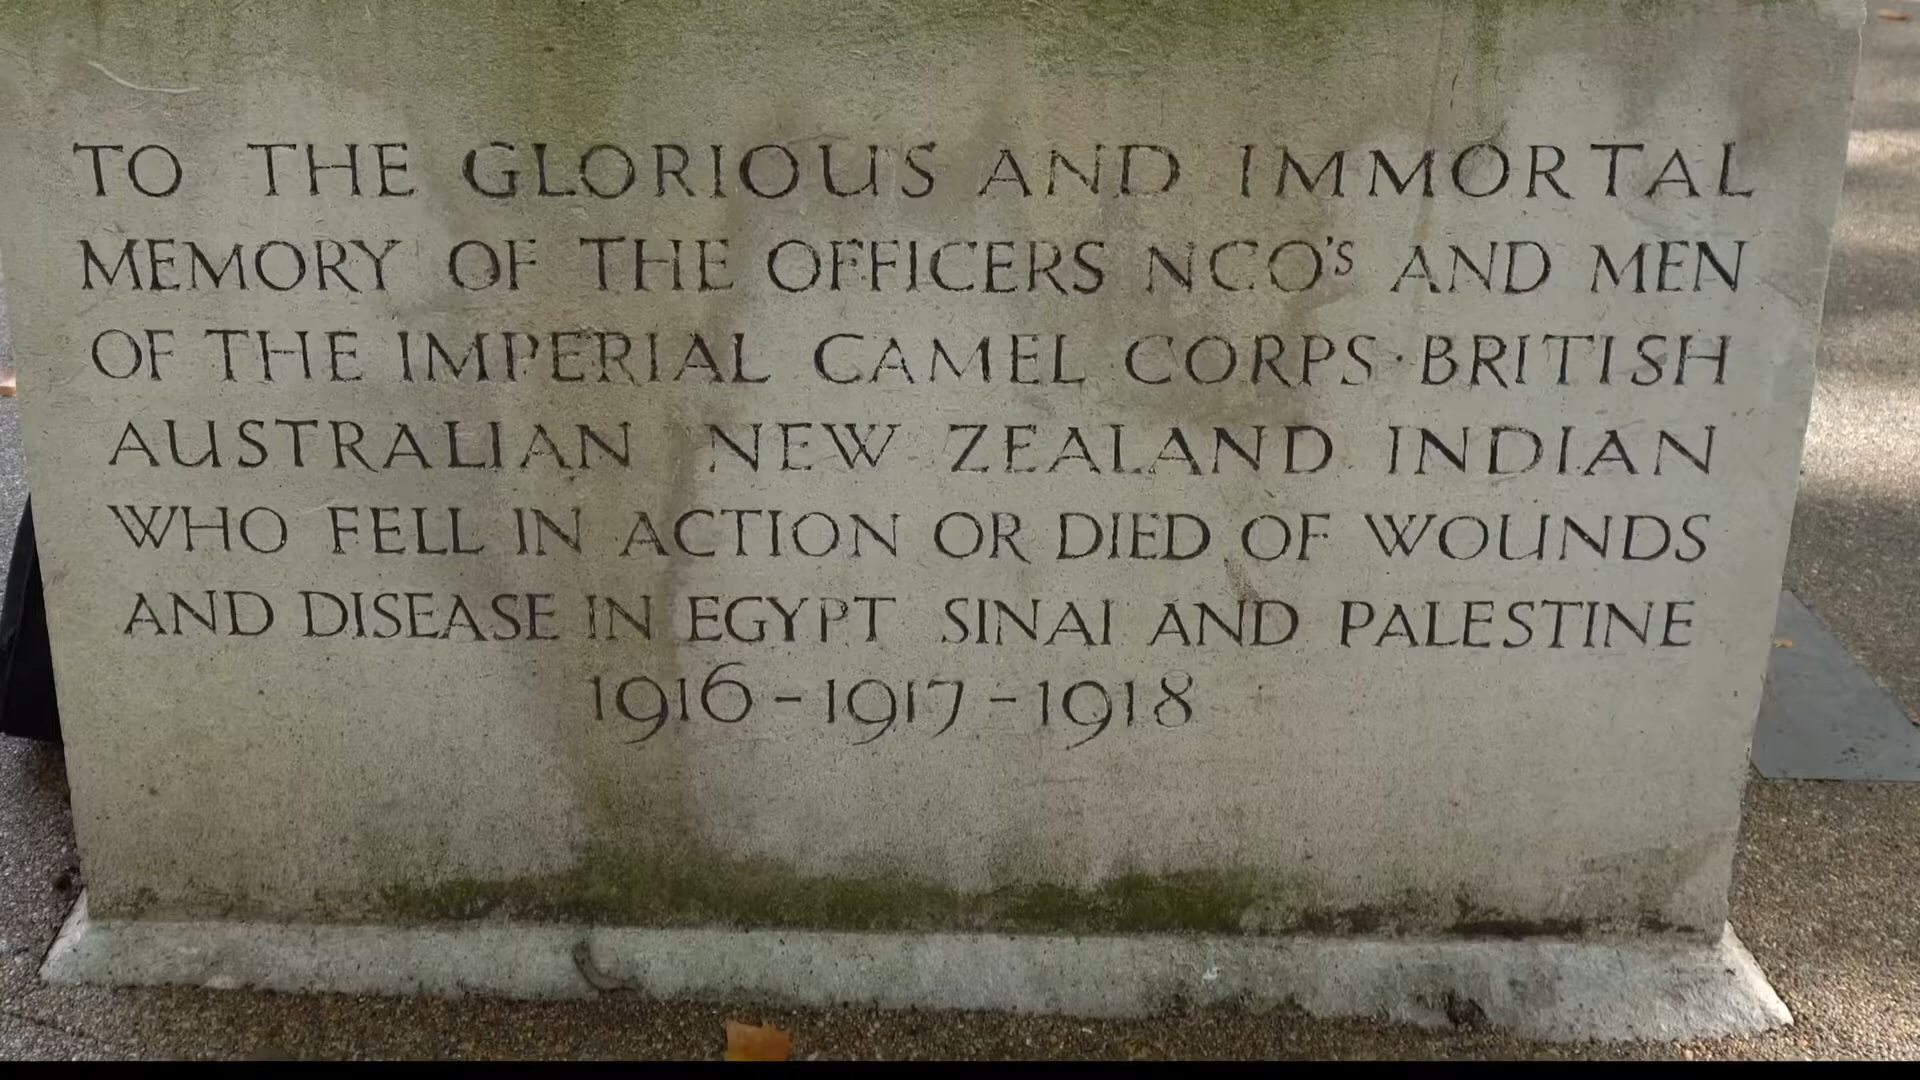 TO THE GLORIOUS AND IMMORTAL
MEMORY OF THE OFFICERS NCO'S AND MEN
OF THE IMPERIAL CAMEL CORPS · BRITISH
AUSTRALIAN NEW ZEALAND INDIAN
WHO FELL IN ACTION OR DIED OF WOUNDS
AND DISEASE IN EGYPT SINAI AND PALESTINE
1916 - 1917 - 1918